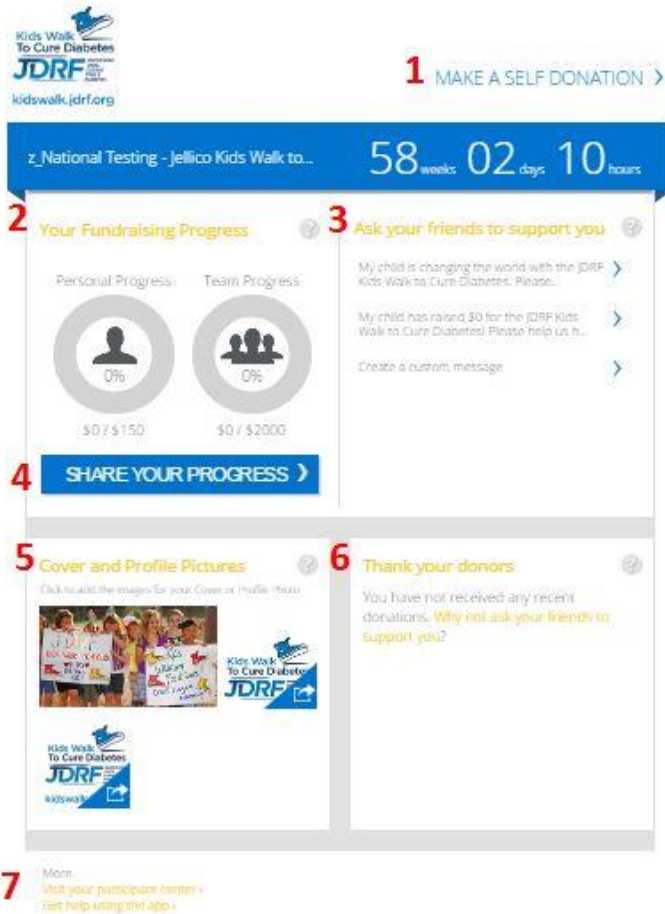 Kids Walk
To Cure Diabetes
JDRF
kidswalk.jdrf.org
1 MAKE A SELF DONATION >
z_National Testing - Jellico Kids Walk to... 58 weeks 02 days 10 hours
2 Your Fundraising Progress ?
Personal Progress Team Progress
0% 0%
$0 / $150 $0 / $2000
4 SHARE YOUR PROGRESS >
3 Ask your friends to support you ?
My child is changing the world with the JDRF
Kids Walk to Cure Diabetes. Please...
My child has raised $0 for the JDRF Kids
Walk to Cure Diabetes! Please help us h...
Create a custom message
5 Cover and Profile Pictures ?
Click to add the images for your Cover or Profile Photo
Kids Walk
To Cure Diabetes
JDRF
Kids Walk
To Cure Diabetes
JDRF
kidswalk
6 Thank your donors ?
You have not received any recent
donations. Why not ask your friends to
support you?
7 More
Visit your participant center ›
Get help using the app ›